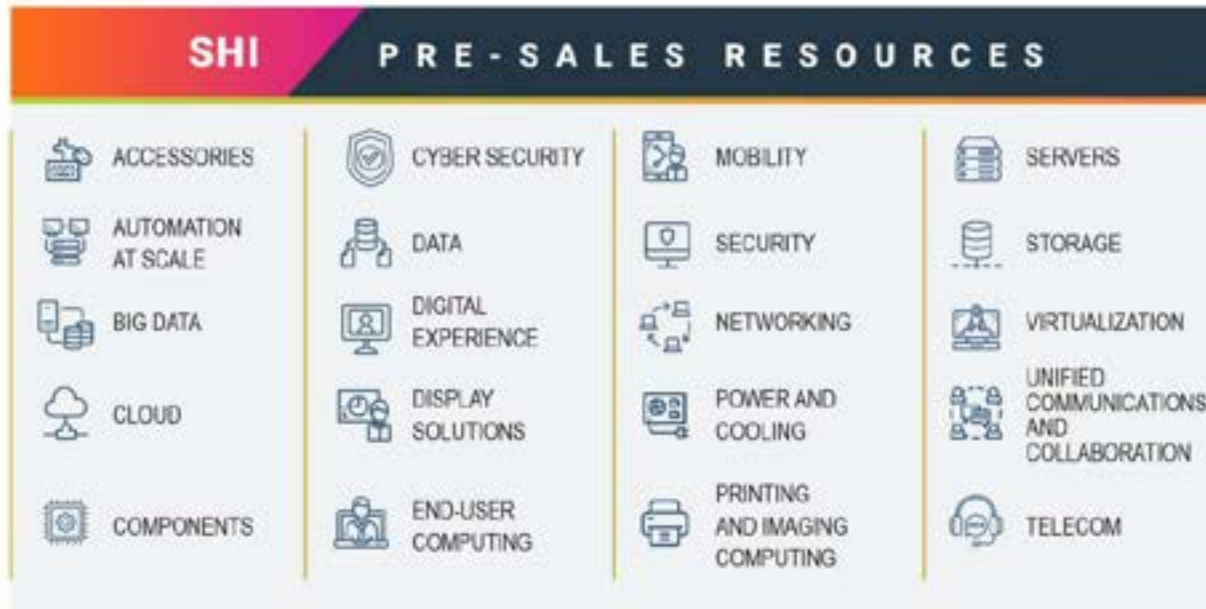 SHI PRE-SALES RESOURCES
ACCESSORIES
AUTOMATION
AT SCALE
BIG DATA
CLOUD
COMPONENTS
CYBER SECURITY
DATA
DIGITAL
EXPERIENCE
DISPLAY
SOLUTIONS
END-USER
COMPUTING
MOBILITY
SECURITY
NETWORKING
POWER AND
COOLING
PRINTING
AND IMAGING
COMPUTING
SERVERS
STORAGE
VIRTUALIZATION
UNIFIED
COMMUNICATIONS
AND
COLLABORATION
TELECOM